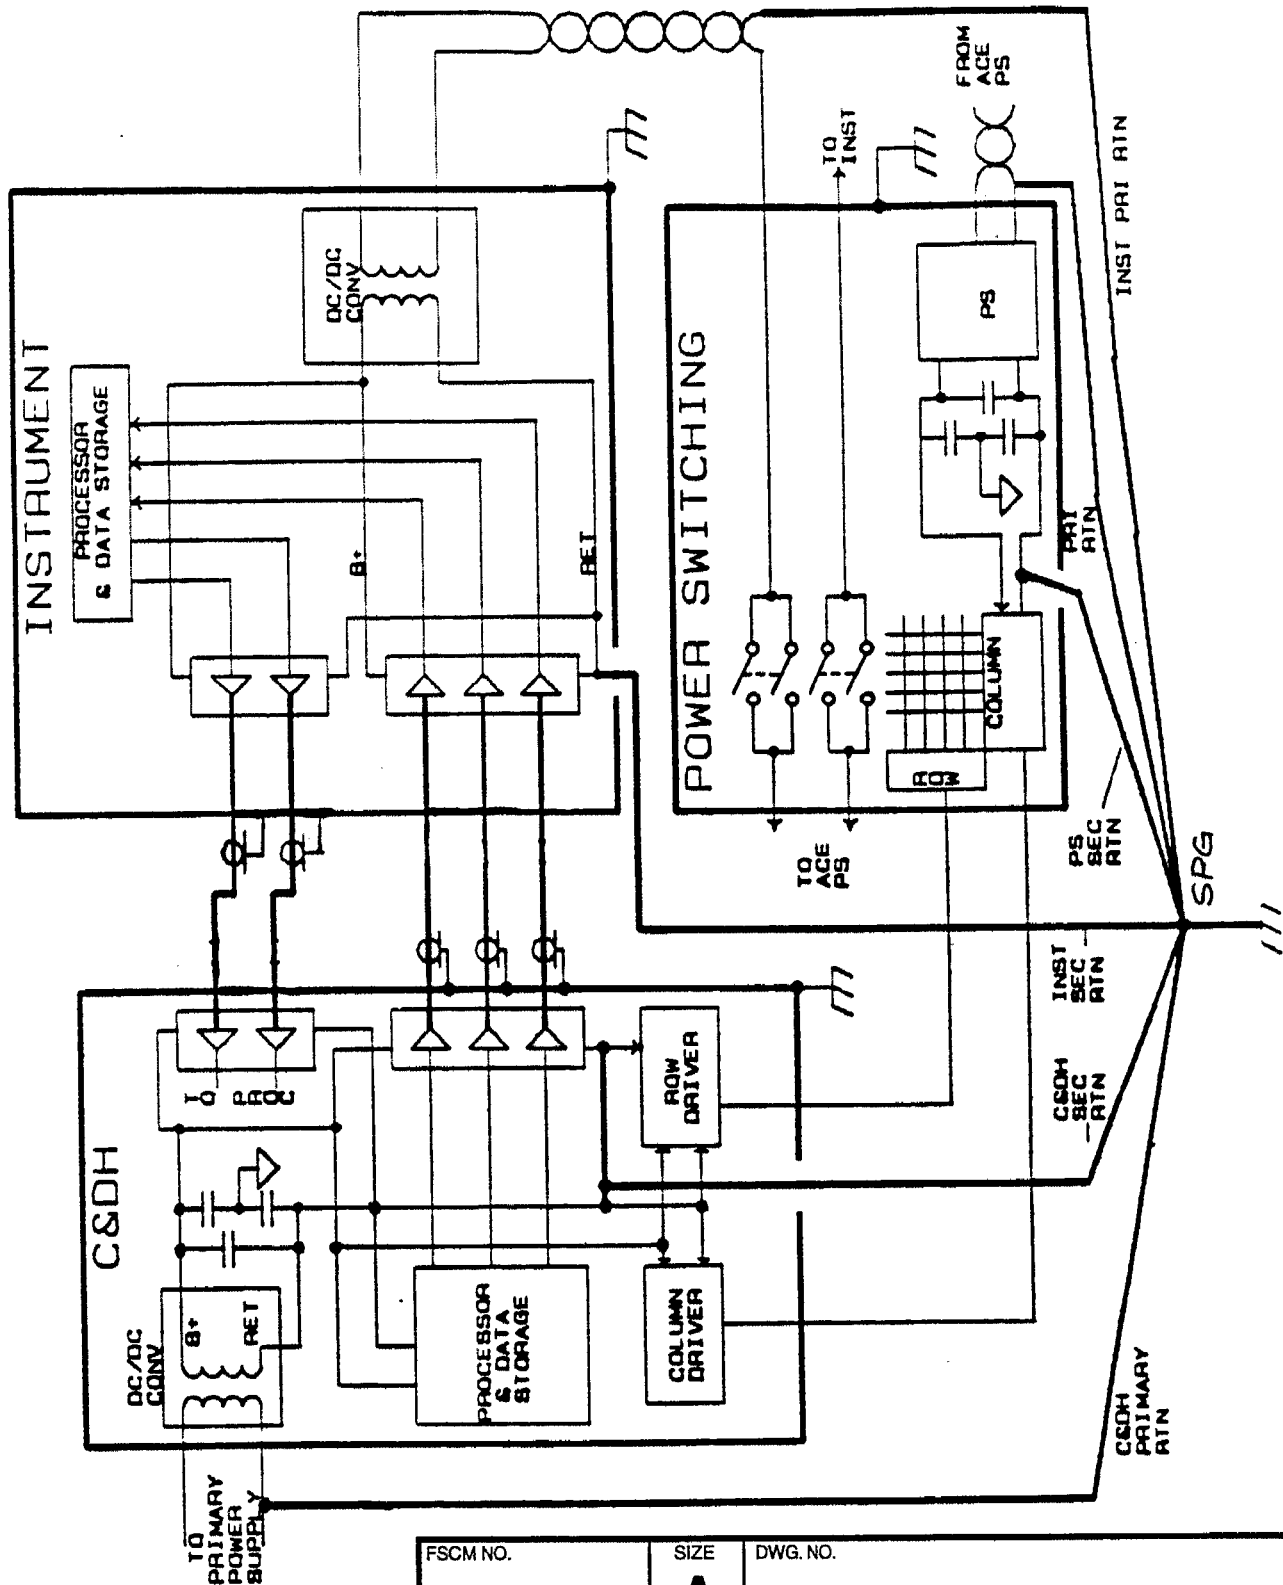 INSTRUMENT
PROCESSOR
& DATA STORAGE
DC/DC
CONV
B+
RET
FROM
ACE
PS
TO
INST
POWER SWITCHING
PS
COLUMN
ROW
PRI
RTN
INST PRI RTN
TO
ACE
PS
PS
SEC
RTN
SPG
INST
SEC
RTN
C&DH
SEC
RTN
C&DH
PRIMARY
RTN
C&DH
TO
PROC
DC/DC
CONV
B+
RET
PROCESSOR
& DATA
STORAGE
ROW
DRIVER
COLUMN
DRIVER
TO
PRIMARY
POWER
SUPPLY
FSCM NO.
SIZE
DWG. NO.